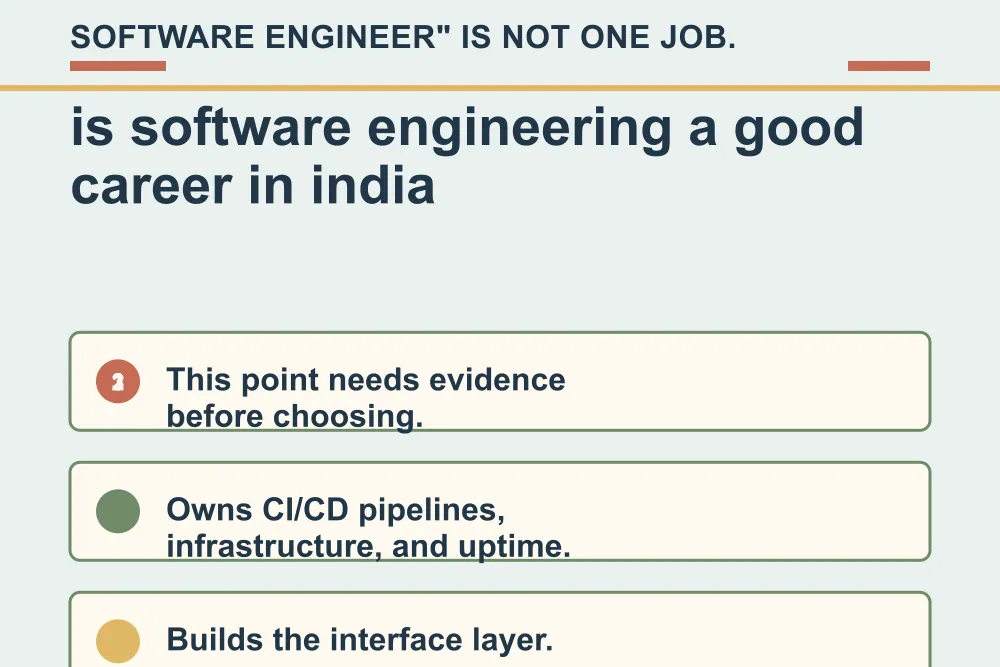 SOFTWARE ENGINEER" IS NOT ONE JOB.
is software engineering a good
career in india
This point needs evidence
before choosing.
Owns CI/CD pipelines,
infrastructure, and uptime.
Builds the interface layer.